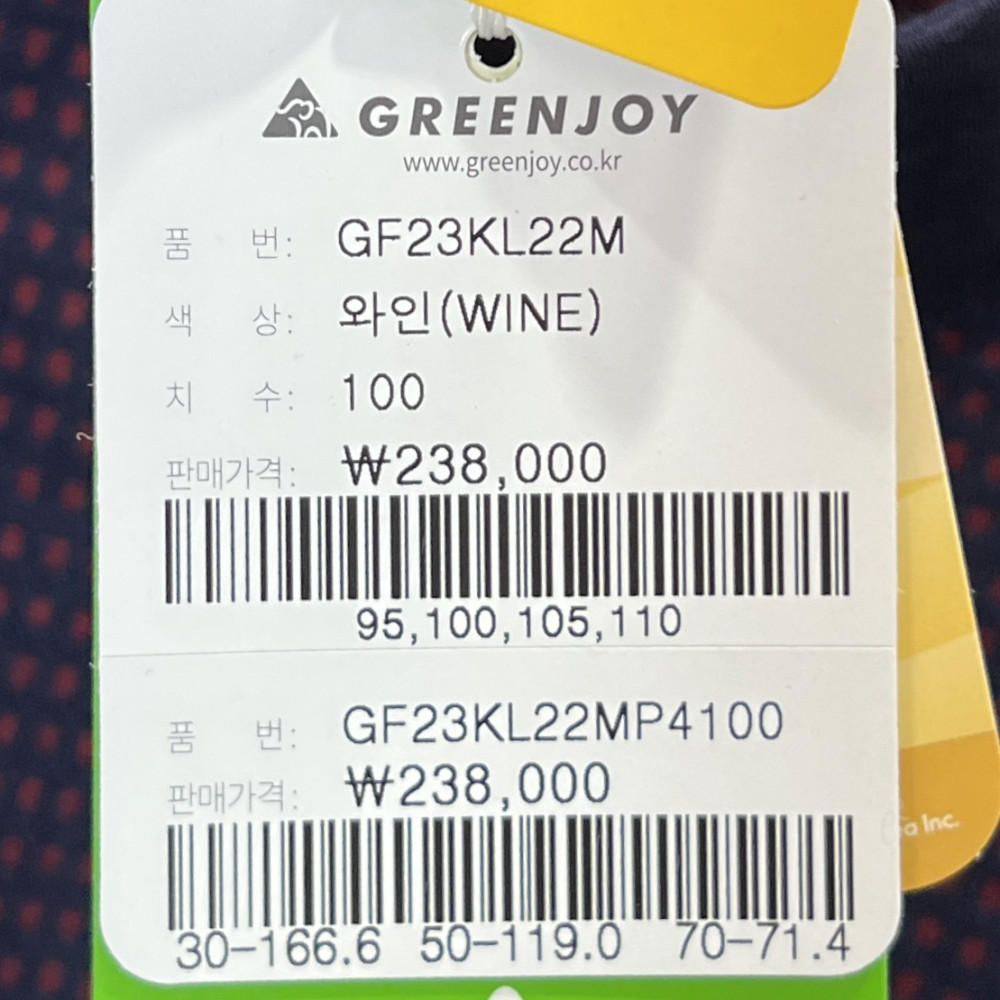 GREENJOY
www.greenjoy.co.kr
품 번: GF23KL22M
색 상: 와인(WINE)
치 수: 100
판매가격: ₩238,000
95,100,105,110
품 번: GF23KL22MP4100
판매가격: ₩238,000
30-166.6 50-119.0 70-71.4
Inc.